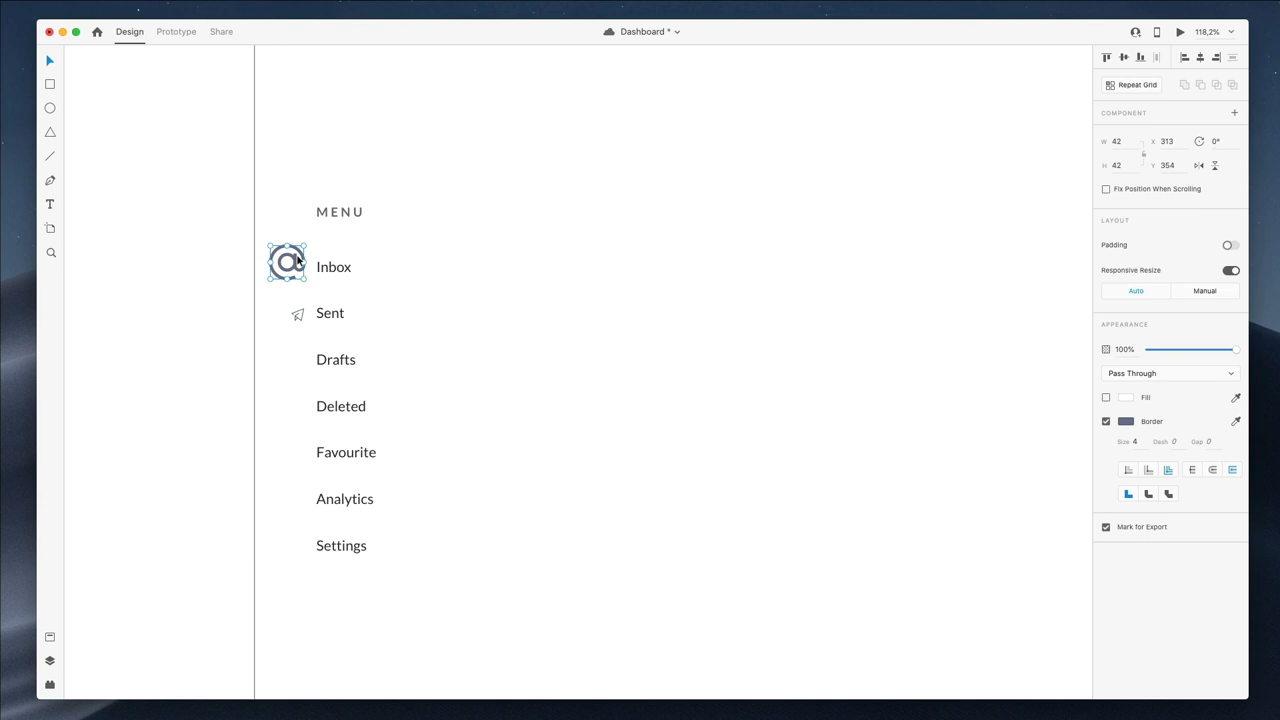 Design Prototype Share Dashboard * 118,2%
Repeat Grid
COMPONENT
W 42 X 313 0°
H 42 Y 354
Fix Position When Scrolling
MENU
LAYOUT
@ Inbox
Padding
Responsive Resize
Auto Manual
Sent
APPEARANCE
100%
Drafts
Pass Through
Fill
Deleted
Border
Size 4 Dash 0 Gap 0
Favourite
Analytics
Mark for Export
Settings